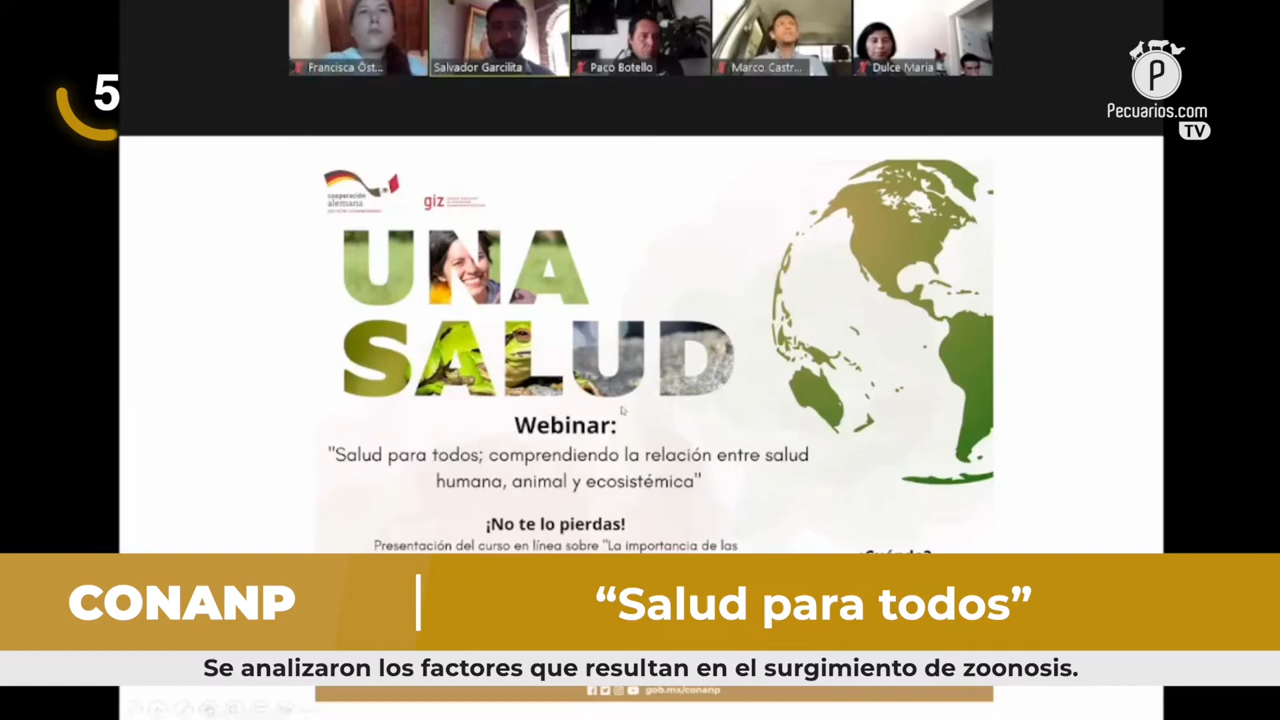 Francisca Öst...
Salvador Garcilita
Paco Botello
Marco Castr...
Dulce Maria
5
P
Pecuarios.com
TV
cooperación
alemana
giz
UNA
SALUD
Webinar:
"Salud para todos; comprendiendo la relación entre salud
humana, animal y ecosistémica"
¡No te lo pierdas!
Presentación del curso en línea sobre "La importancia de las
CONANP
“Salud para todos”
Se analizaron los factores que resultan en el surgimiento de zoonosis.
gob.mx/conanp